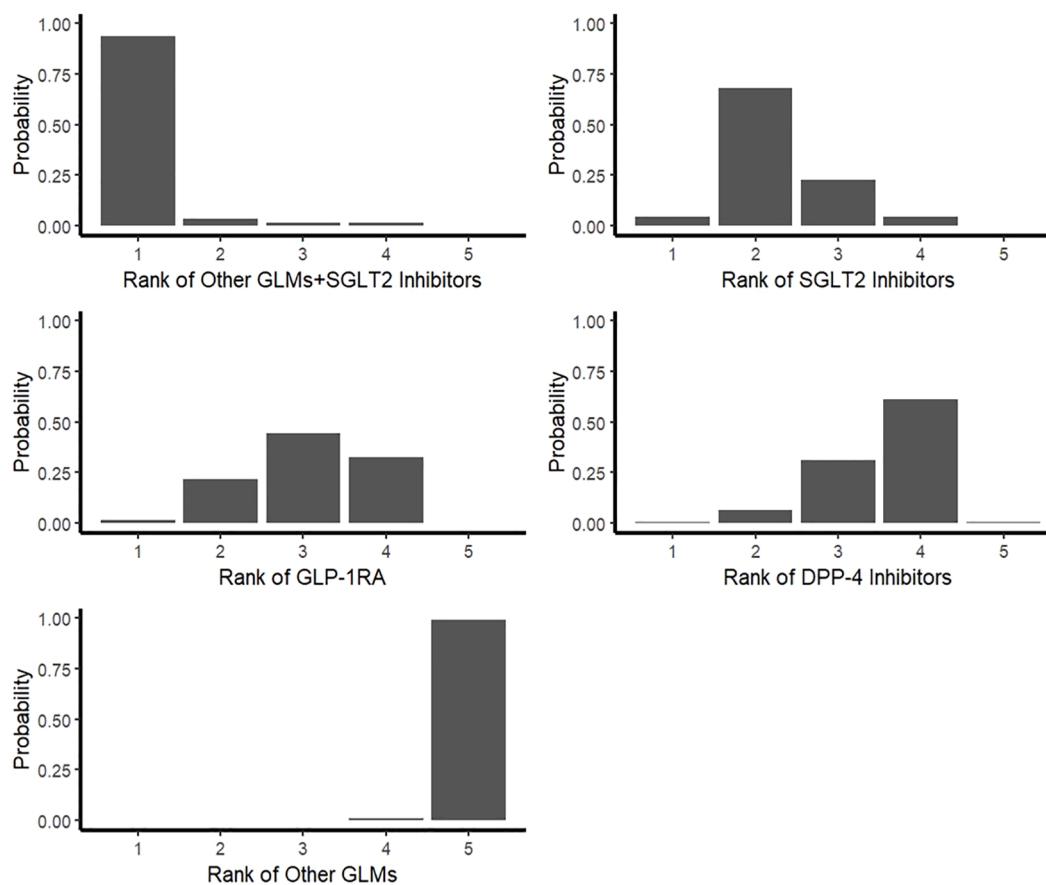 Probability
1.00
0.75
0.50
0.25
0.00
1 2 3 4 5
Rank of Other GLMs+SGLT2 Inhibitors
Probability
1.00
0.75
0.50
0.25
0.00
1 2 3 4 5
Rank of SGLT2 Inhibitors
Probability
1.00
0.75
0.50
0.25
0.00
1 2 3 4 5
Rank of GLP-1RA
Probability
1.00
0.75
0.50
0.25
0.00
1 2 3 4 5
Rank of DPP-4 Inhibitors
Probability
1.00
0.75
0.50
0.25
0.00
1 2 3 4 5
Rank of Other GLMs